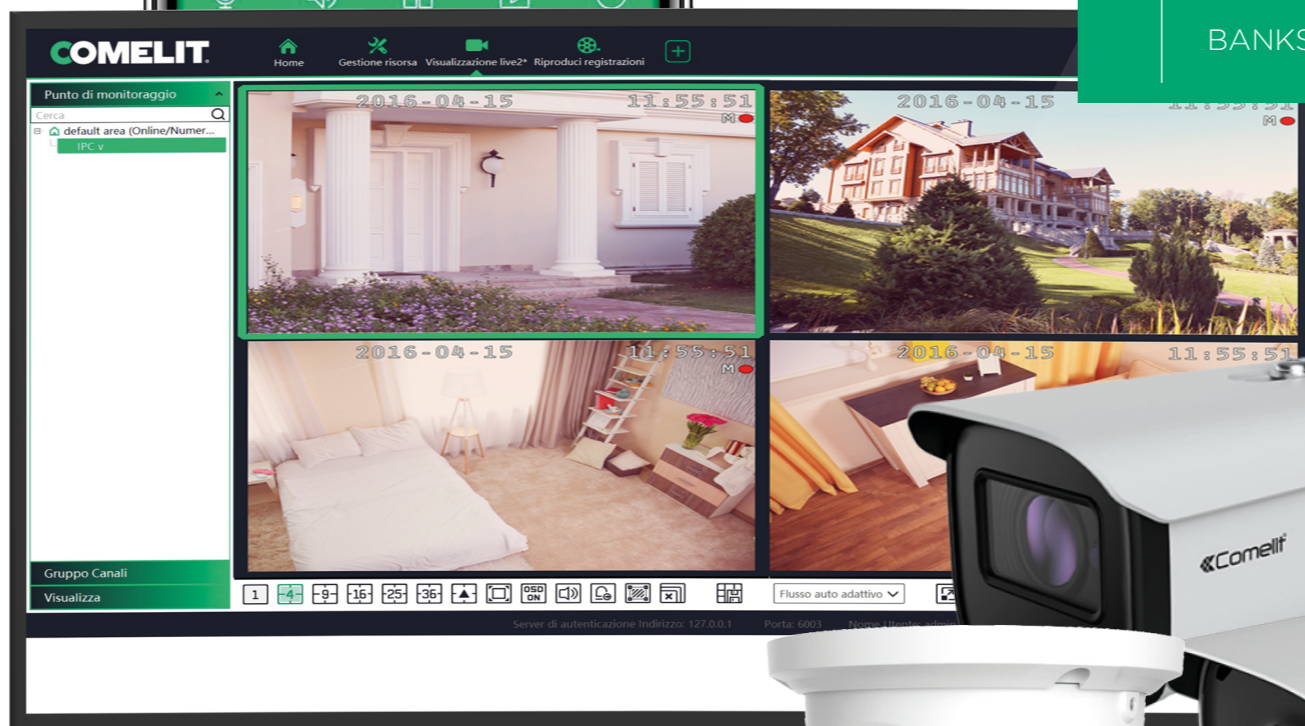 BANKS
COMELIT
Home
Gestione risorsa
Visualizzazione live2*
Riproduci registrazioni
Punto di monitoraggio
Cerca
default area (Online/Numer...
IPC v
2016-04-15 11:55:51
M
2016-04-15 11:55:51
M
2016-04-15 11:55:51
M
2016-04-15 11:55:51
Gruppo Canali
Visualizza
1 4 9 16 25 36
OSD
ON
Flusso auto adattivo
Server di autenticazione Indirizzo: 127.0.0.1 Porta: 6003 Nome Utente: admin
Comelit